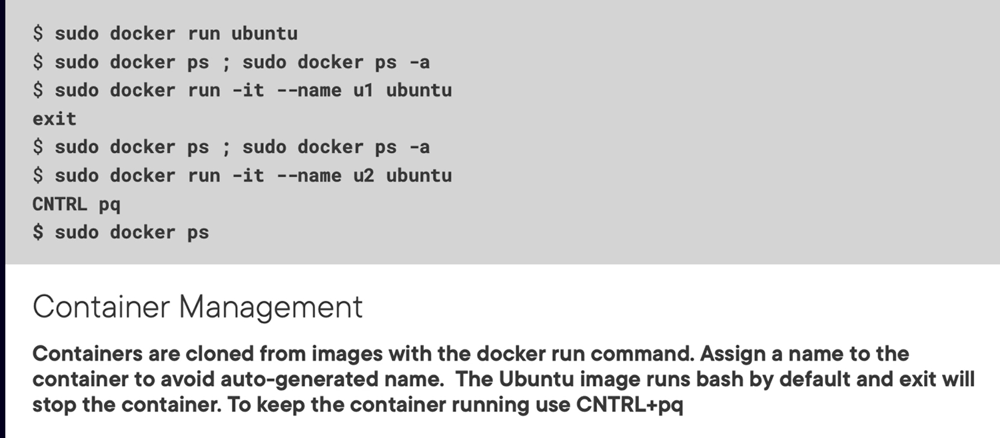 $ sudo docker run ubuntu
$ sudo docker ps ; sudo docker ps -a
$ sudo docker run -it --name u1 ubuntu
exit
$ sudo docker ps ; sudo docker ps -a
$ sudo docker run -it --name u2 ubuntu
CNTRL pq
$ sudo docker ps
Container Management
Containers are cloned from images with the docker run command. Assign a name to the
container to avoid auto-generated name.  The Ubuntu image runs bash by default and exit will
stop the container. To keep the container running use CNTRL+pq